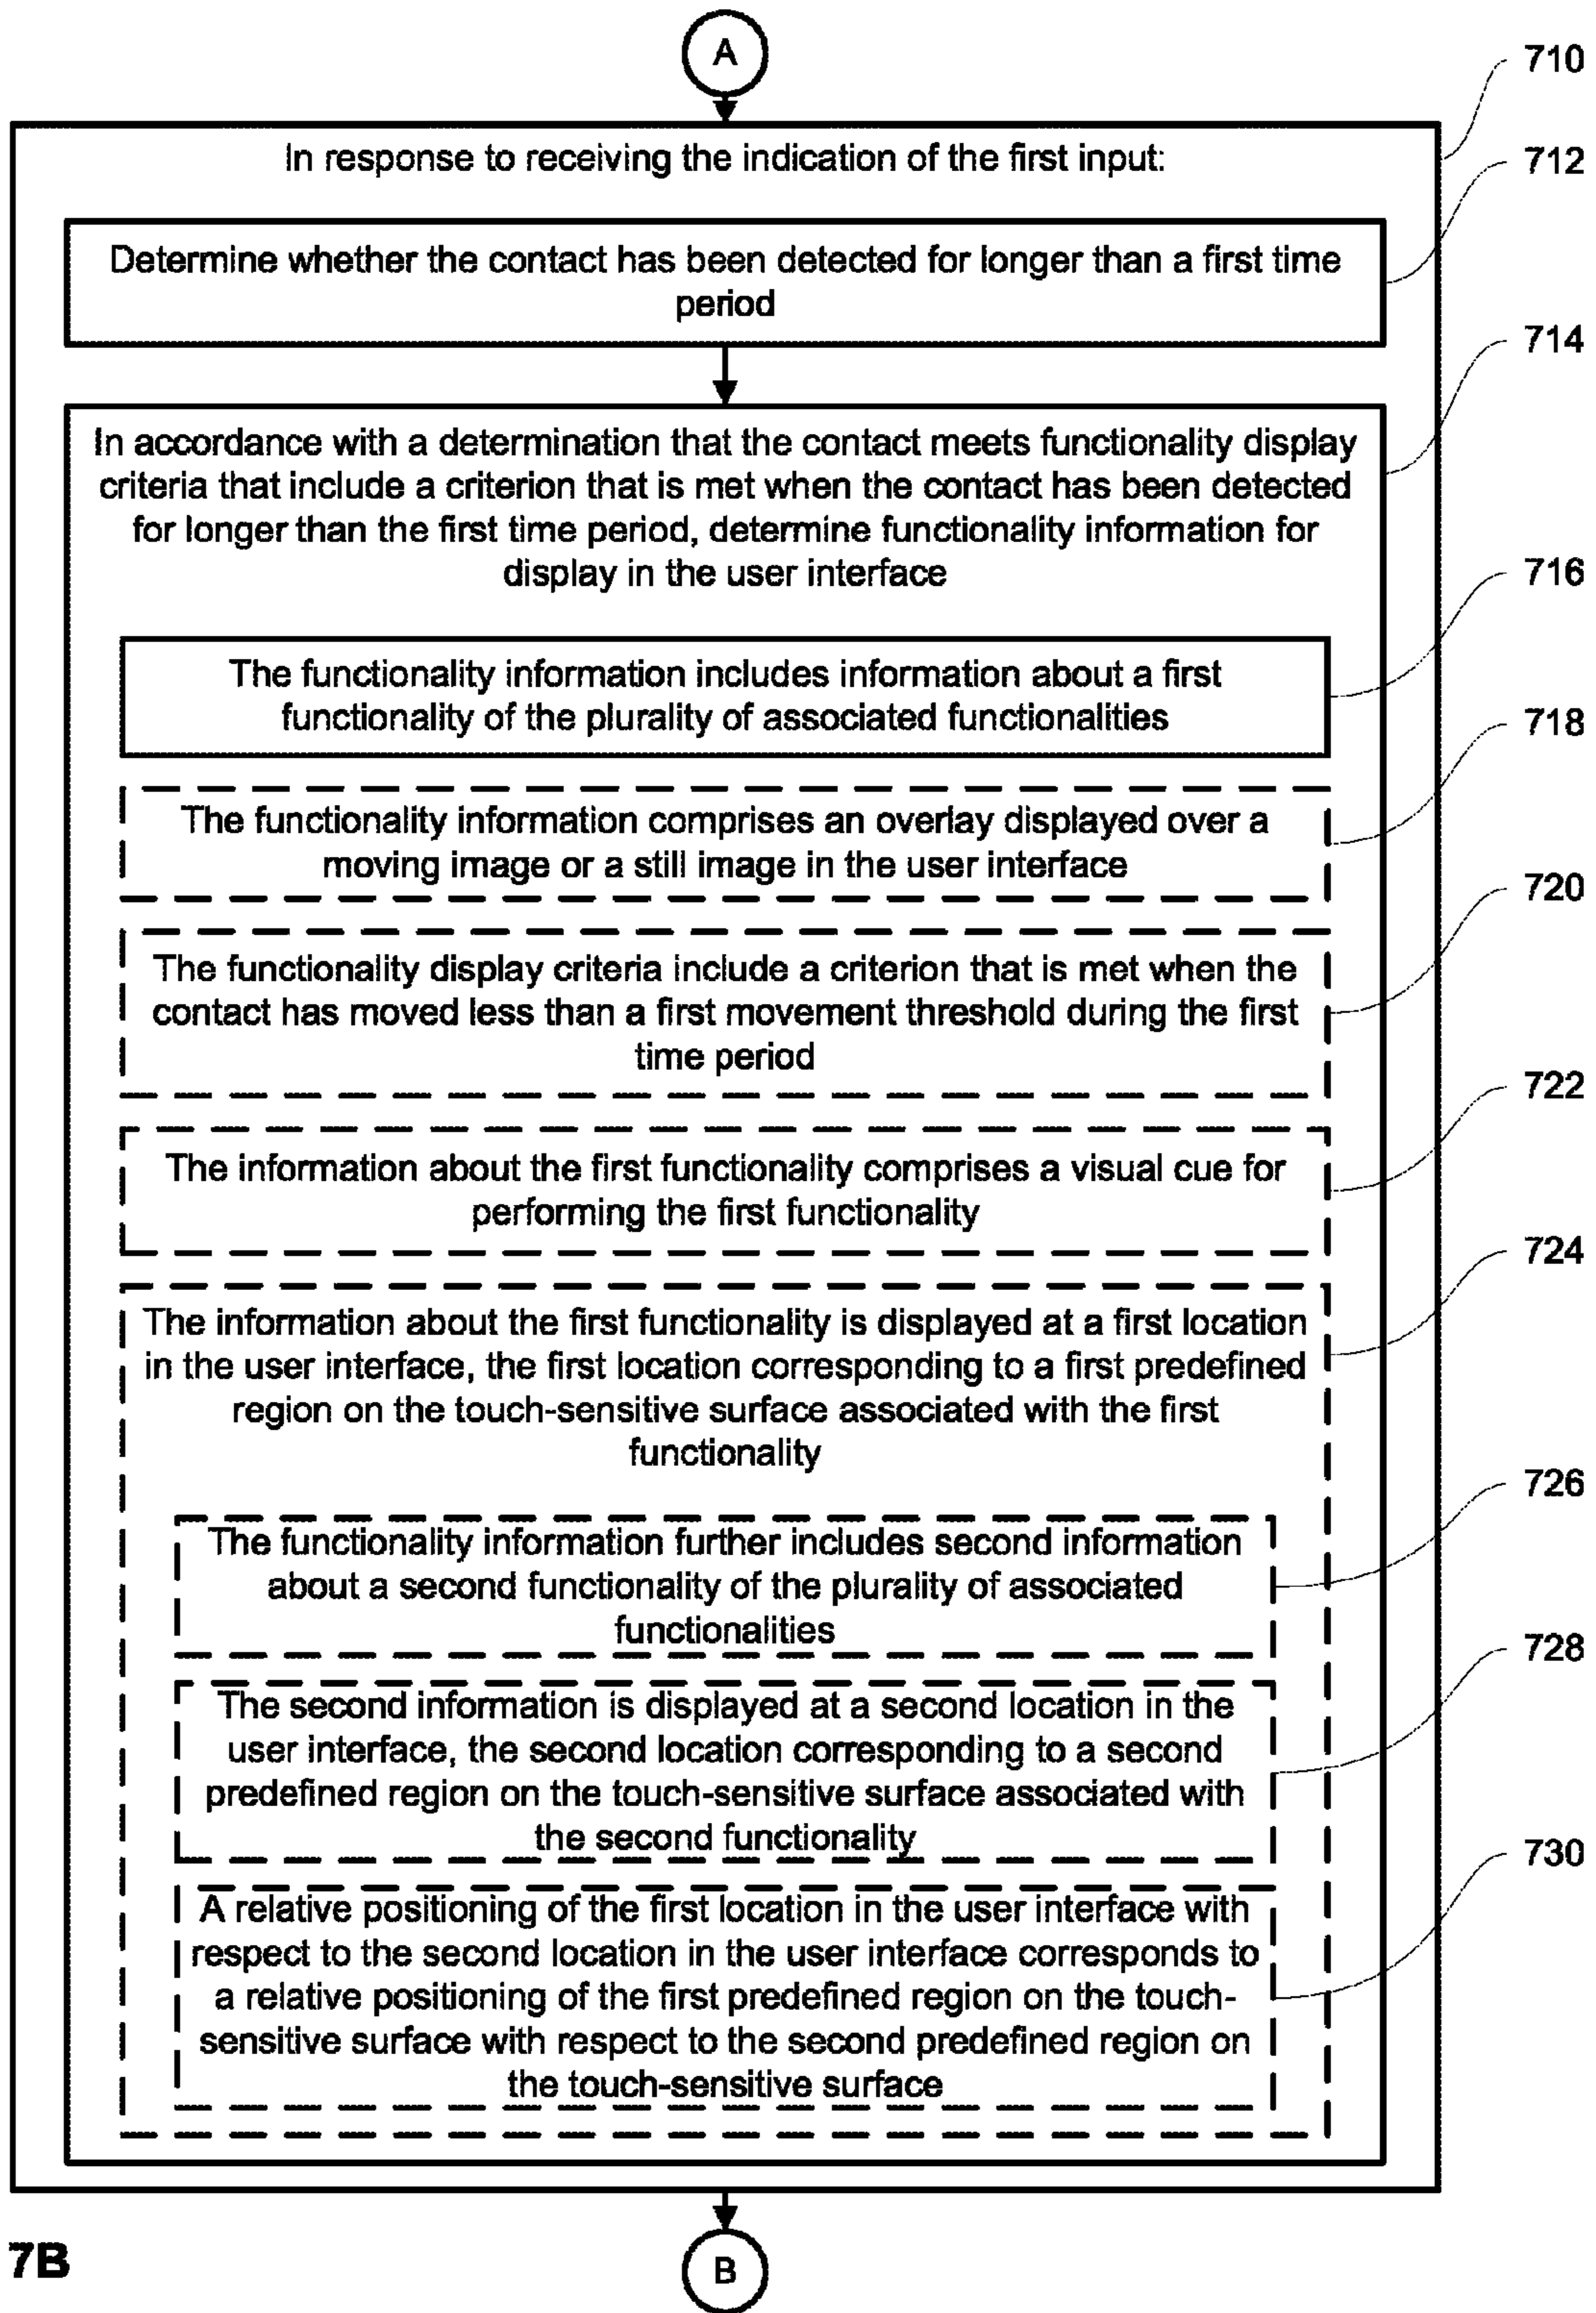 A
710
In response to receiving the indication of the first input:
712
Determine whether the contact has been detected for longer than a first time
period
714
In accordance with a determination that the contact meets functionality display
criteria that include a criterion that is met when the contact has been detected
for longer than the first time period, determine functionality information for
display in the user interface
716
The functionality information includes information about a first
functionality of the plurality of associated functionalities
718
The functionality information comprises an overlay displayed over a
moving image or a still image in the user interface
720
The functionality display criteria include a criterion that is met when the
contact has moved less than a first movement threshold during the first
time period
722
The information about the first functionality comprises a visual cue for
performing the first functionality
724
The information about the first functionality is displayed at a first location
in the user interface, the first location corresponding to a first predefined
region on the touch-sensitive surface associated with the first
functionality
726
The functionality information further includes second information
about a second functionality of the plurality of associated
functionalities
728
The second information is displayed at a second location in the
user interface, the second location corresponding to a second
predefined region on the touch-sensitive surface associated with
the second functionality
730
A relative positioning of the first location in the user interface with
respect to the second location in the user interface corresponds to
a relative positioning of the first predefined region on the touch-
sensitive surface with respect to the second predefined region on
the touch-sensitive surface
7B
B